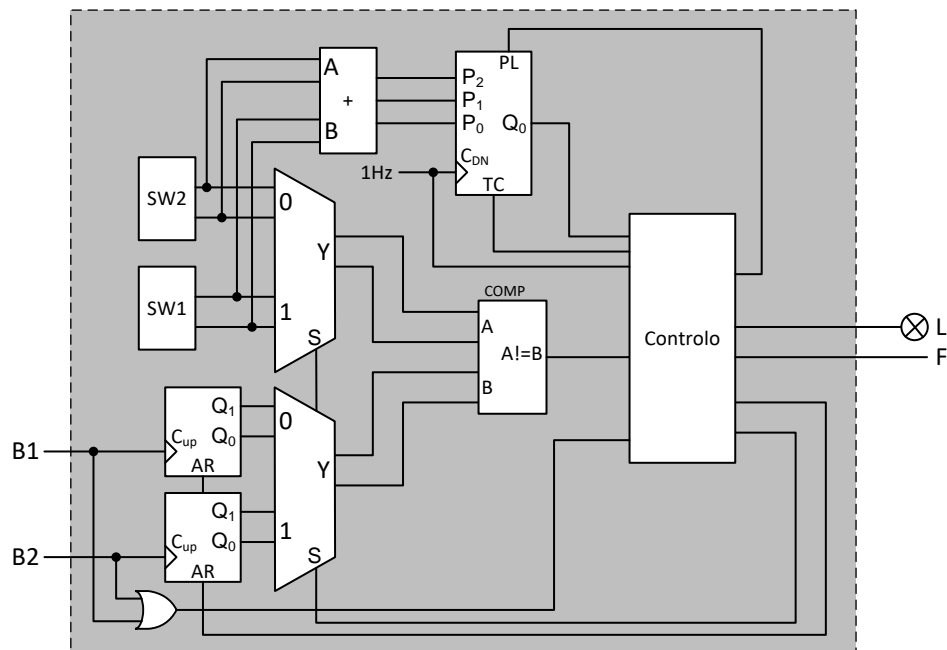 A
+
B
PL
P2
P1
P0
Q0
CDN
TC
1Hz
SW2
SW1
0
Y
1
S
COMP
A
A!=B
B
Controlo
L
F
B1
Cup
Q1
Q0
AR
B2
Cup
Q1
Q0
AR
0
Y
1
S